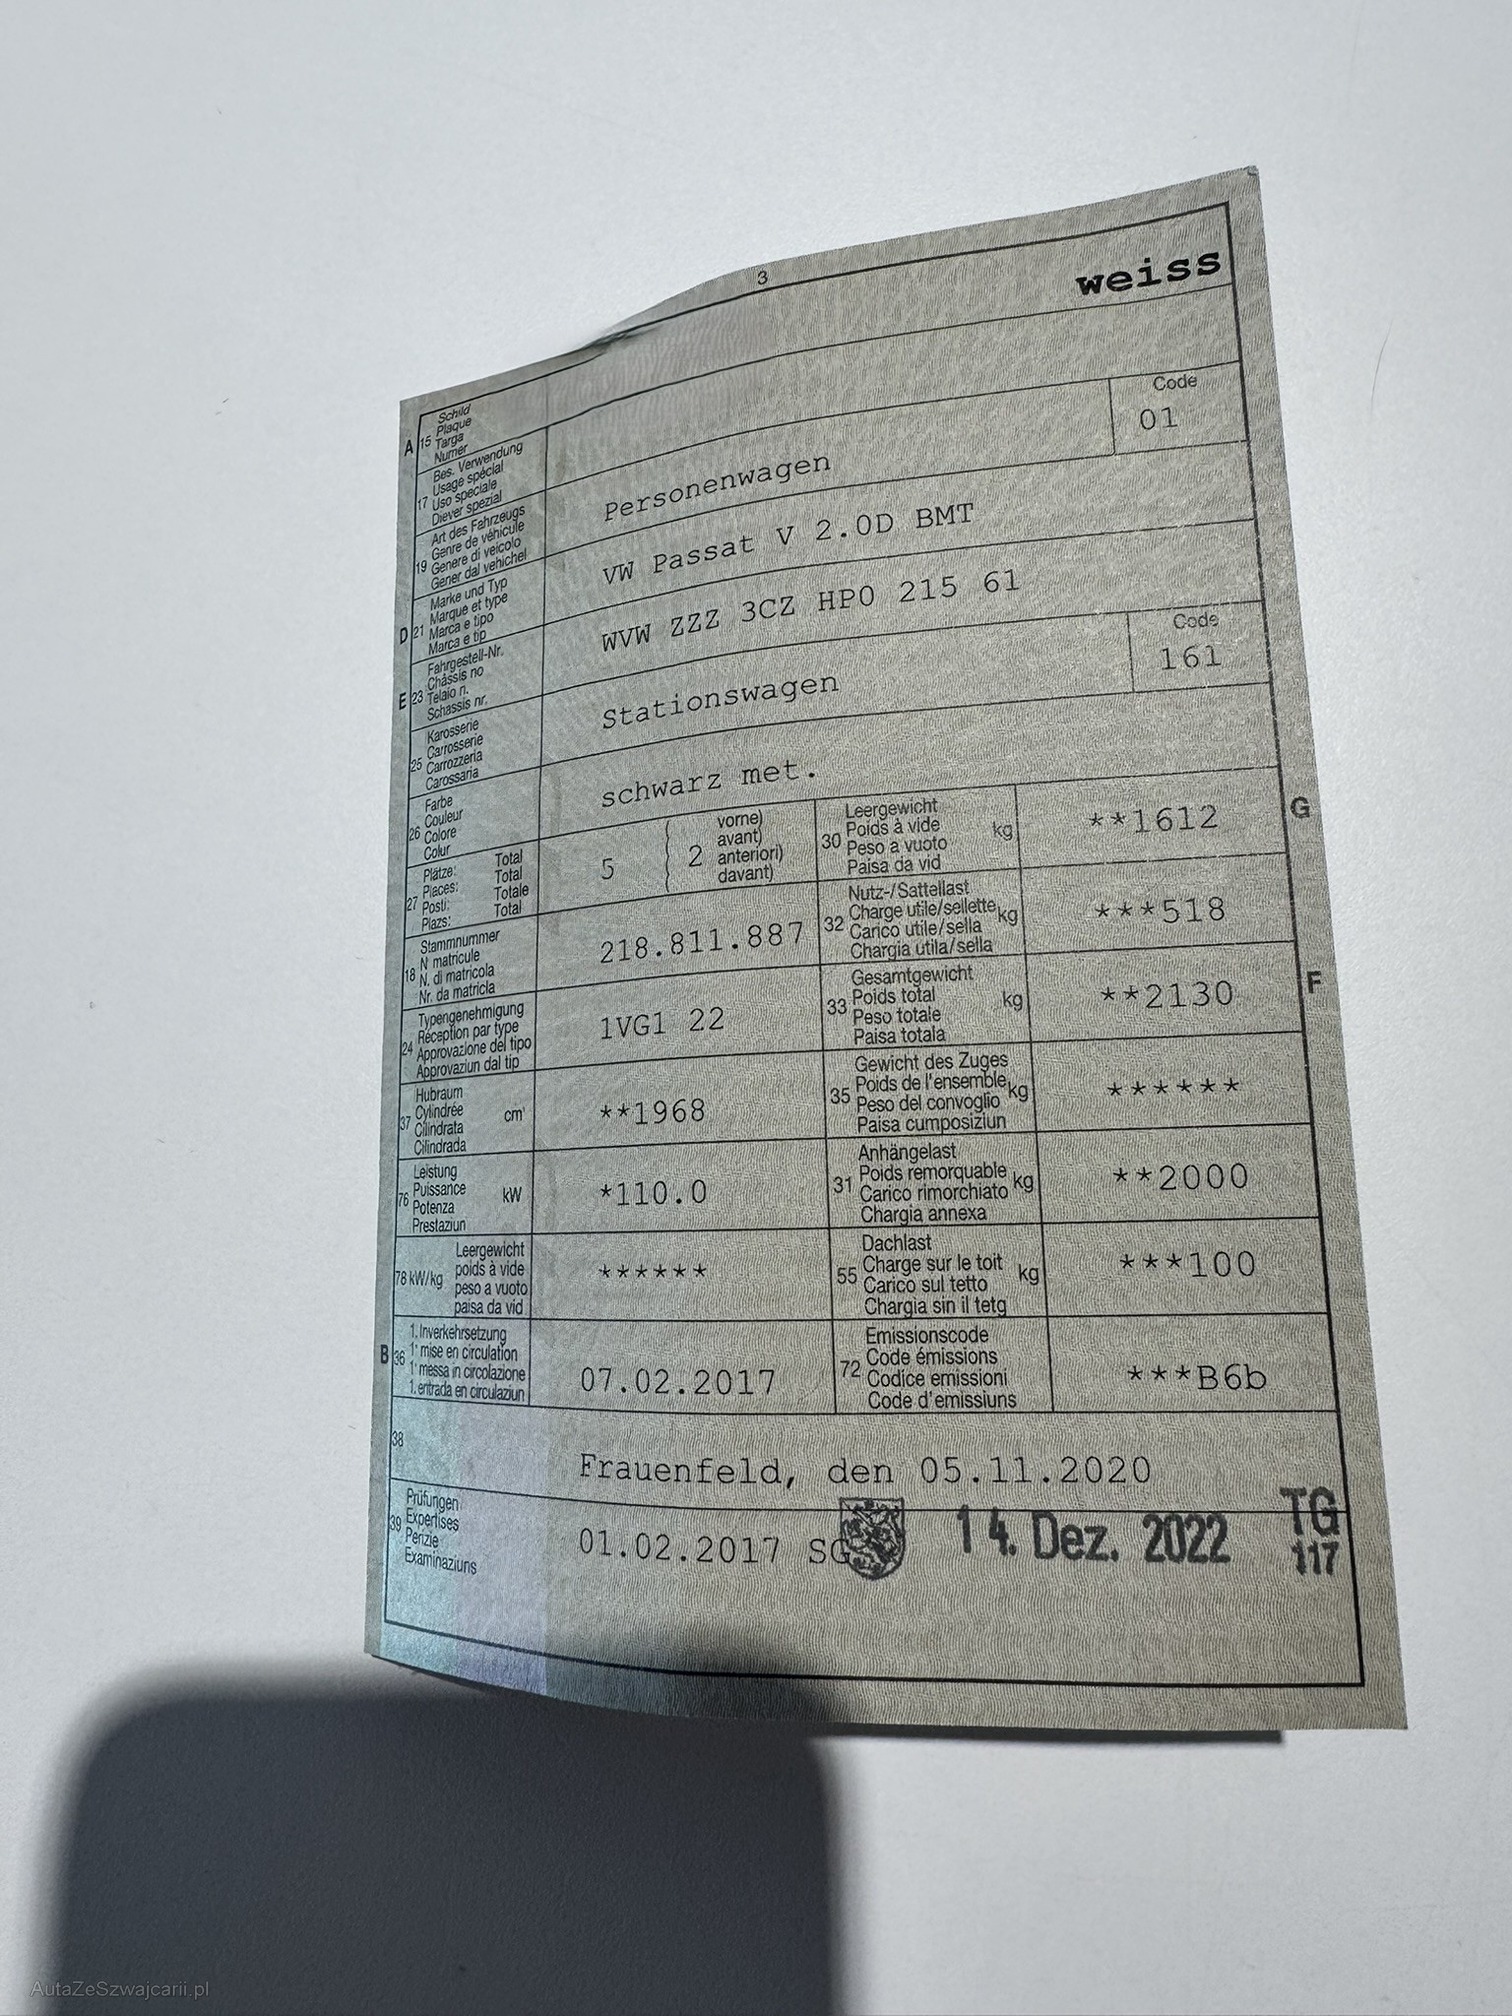 3
weiss
A 15 Schild
Plaque
Targa
Numer
17 Bes. Verwendung
Usage spécial
Uso speciale
Diever spezial
19 Art des Fahrzeugs
Genre de véhicule
Genere di veicolo
Gener dal vehichel
Personenwagen
Code
01
D 21 Marke und Typ
Marque et type
Marca e tipo
Marca e tip
VW Passat V 2.0D BMT
E 23 Fahrgestell-Nr.
Châssis no
Telaio n.
Schassis nr.
WVW ZZZ 3CZ HP0 215 61
25 Karosserie
Carrosserie
Carrozzeria
Carossaria
Stationswagen
Code
161
26 Farbe
Couleur
Colore
Colur
schwarz met.
27 Plätze: Total
Places: Total
Posti: Totale
Plazs: Total
5
2
vorne)
avant)
anteriori)
davant)
30 Leergewicht
Poids à vide kg
Peso a vuoto
Paisa da vid
**1612
G
18 Stammnummer
N matricule
N. di matricola
Nr. da matricla
218.811.887
32 Nutz-/Sattellast
Charge utile/sellette kg
Carico utile/sella
Chargia utila/sella
***518
24 Typengenehmigung
Réception par type
Approvazione del tipo
Approvaziun dal tip
1VG1 22
33 Gesamtgewicht
Poids total kg
Peso totale
Paisa totala
**2130
F
37 Hubraum
Cylindrée cm³
Cilindrata
Cilindrada
**1968
35 Gewicht des Zuges
Poids de l'ensemble kg
Peso del convoglio
Paisa cumposiziun
******
76 Leistung
Puissance kW
Potenza
Prestaziun
*110.0
31 Anhängelast
Poids remorquable kg
Carico rimorchiato
Chargia annexa
**2000
78 kW/kg Leergewicht
poids à vide
peso a vuoto
paisa da vid
******
55 Dachlast
Charge sur le toit kg
Carico sul tetto
Chargia sin il tetg
***100
B 36 1. Inverkehrsetzung
1' mise en circulation
1' messa in circolazione
1. entrada en circulaziun
07.02.2017
72 Emissionscode
Code émissions
Codice emissioni
Code d'emissiuns
***B6b
38
Frauenfeld, den 05.11.2020
39 Prüfungen
Expertises
Perizie
Examinaziuns
01.02.2017 SG
14. Dez. 2022
TG
117
AutaZeSzwajcarii.pl